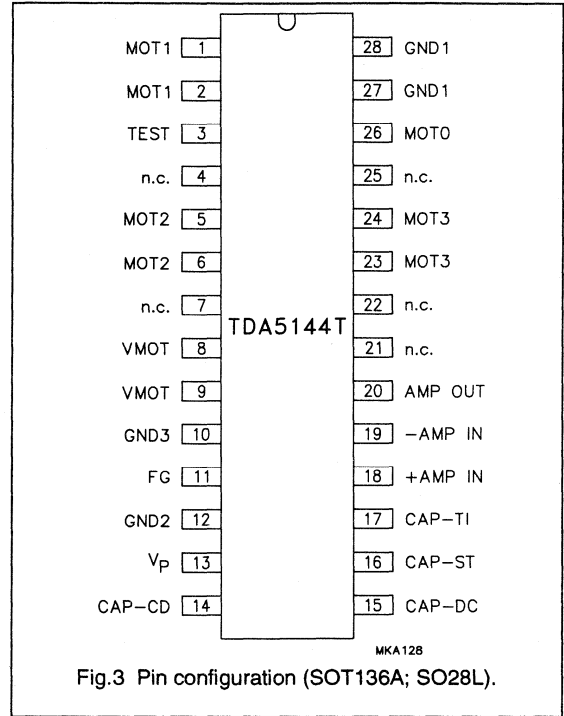 MOT1 1 28 GND1
MOT1 2 27 GND1
TEST 3 26 MOT0
n.c. 4 25 n.c.
MOT2 5 24 MOT3
MOT2 6 23 MOT3
n.c. 7 22 n.c.
TDA5144T
VMOT 8 21 n.c.
VMOT 9 20 AMP OUT
GND3 10 19 −AMP IN
FG 11 18 +AMP IN
GND2 12 17 CAP−TI
VP 13 16 CAP−ST
CAP−CD 14 15 CAP−DC
MKA128
Fig.3 Pin configuration (SOT136A; SO28L).